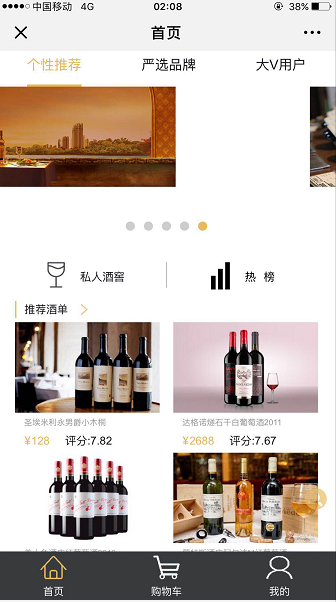 中国移动 4G 02:08 38%
首页
个性推荐 严选品牌 大V用户
私人酒窖 热 榜
推荐酒单
圣埃米利永男爵小木桐 达格诺燧石干白葡萄酒2011
¥128 评分:7.82 ¥2688 评分:7.67
首页 购物车 我的